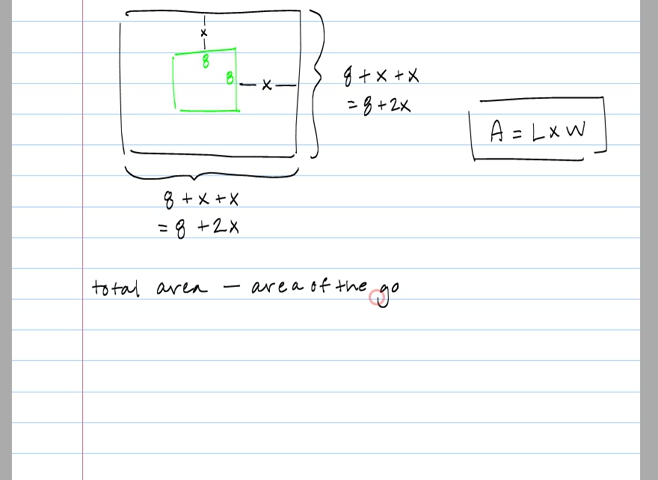 x
8
8
x
8 + x + x
= 8 + 2x
A = L x W
8 + x + x
= 8 + 2x
total area - area of the go